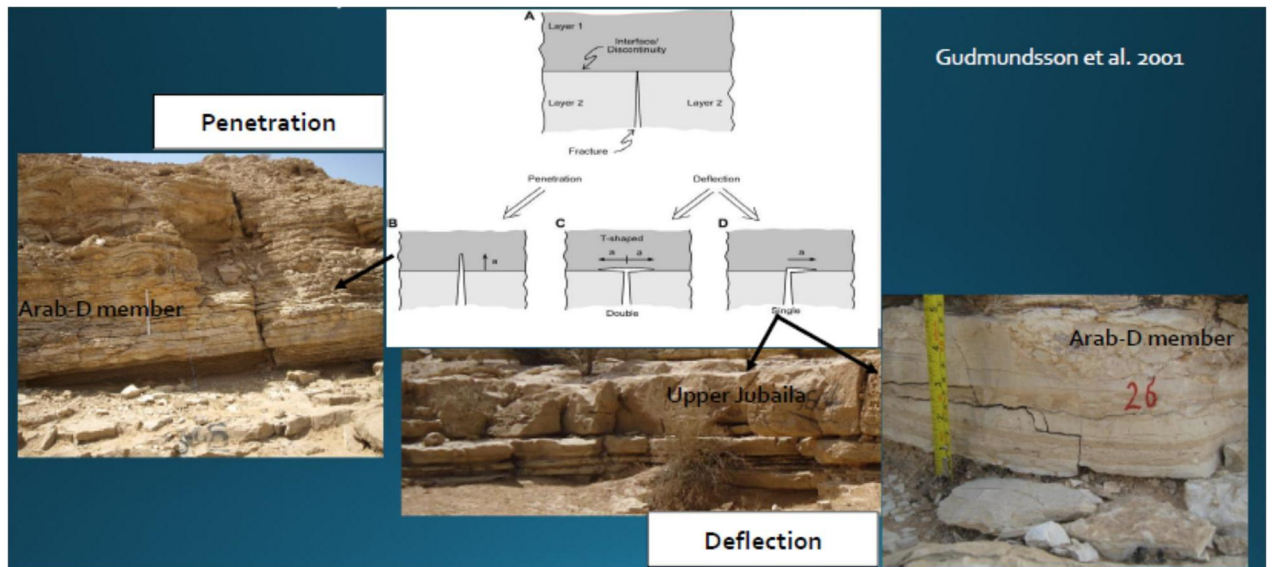 A
Layer 1
Interface/
Discontinuity
Layer 2
Layer 2
Fracture
Gudmundsson et al. 2001
Penetration
Penetration
Deflection
B
a
C
T-shaped
a
a
Double
D
a
Single
Arab-D member
Upper Jubaila
Arab-D member
26
Deflection